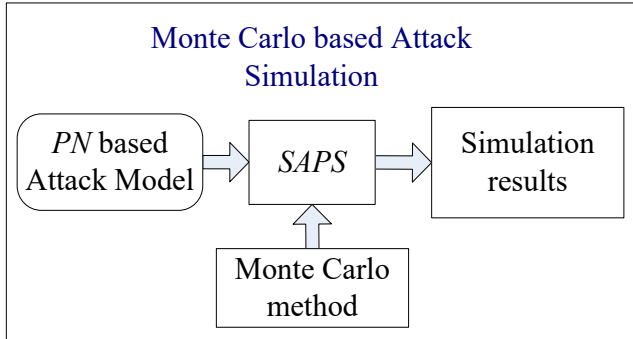 Monte Carlo based Attack
Simulation
PN based
Attack Model
SAPS
Simulation
results
Monte Carlo
method